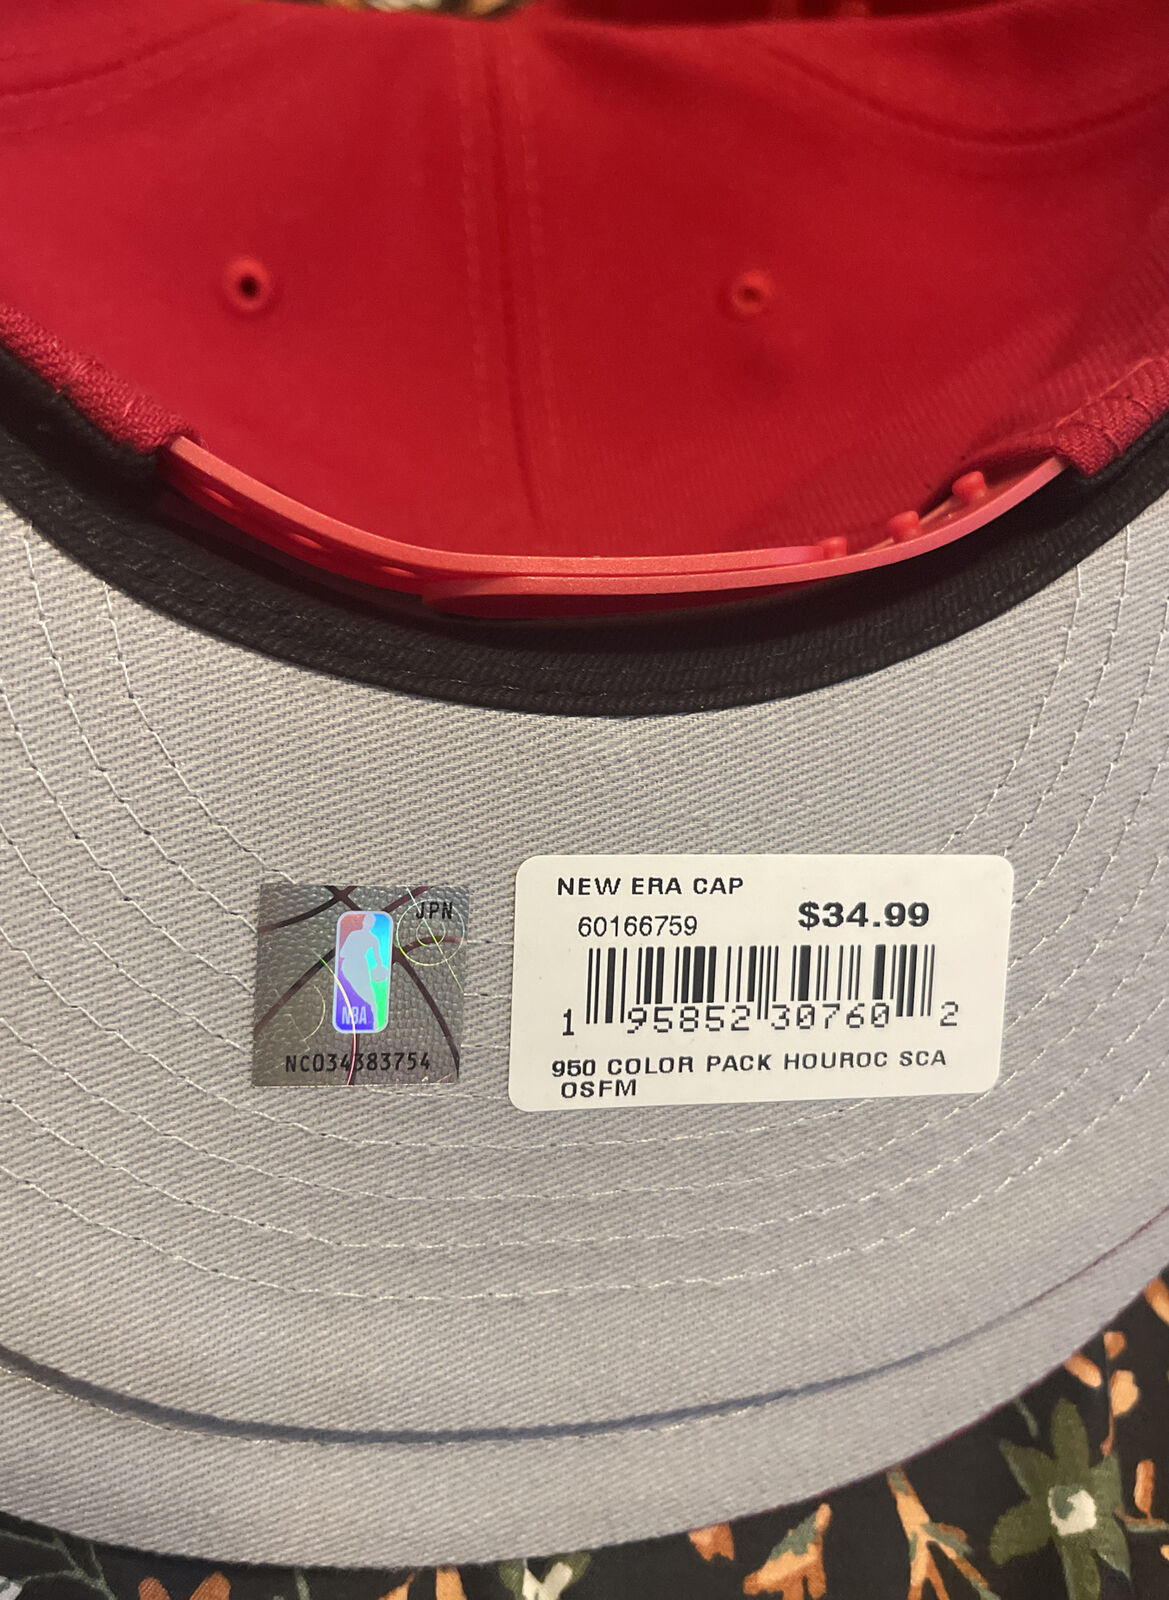 JPN
NBA
NC034383754
NEW ERA CAP
60166759 $34.99
1 95852 30760 2
950 COLOR PACK HOUROC SCA
OSFM